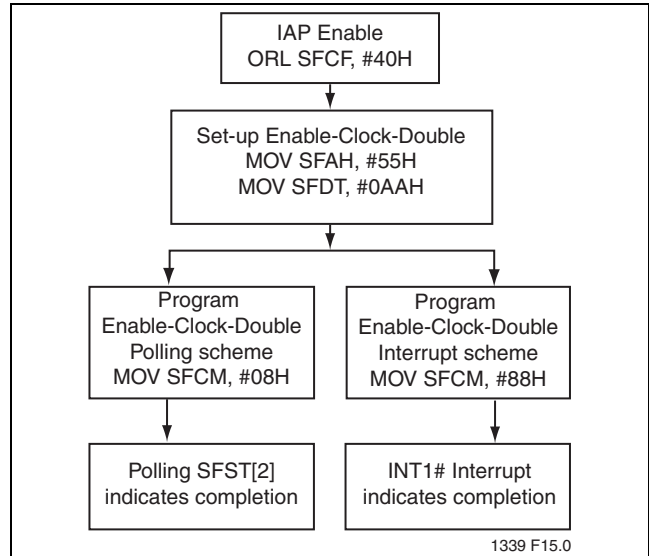 IAP Enable
ORL SFCF, #40H
Set-up Enable-Clock-Double
MOV SFAH, #55H
MOV SFDT, #0AAH
Program
Enable-Clock-Double
Polling scheme
MOV SFCM, #08H
Program
Enable-Clock-Double
Interrupt scheme
MOV SFCM, #88H
Polling SFST[2]
indicates completion
INT1# Interrupt
indicates completion
1339 F15.0